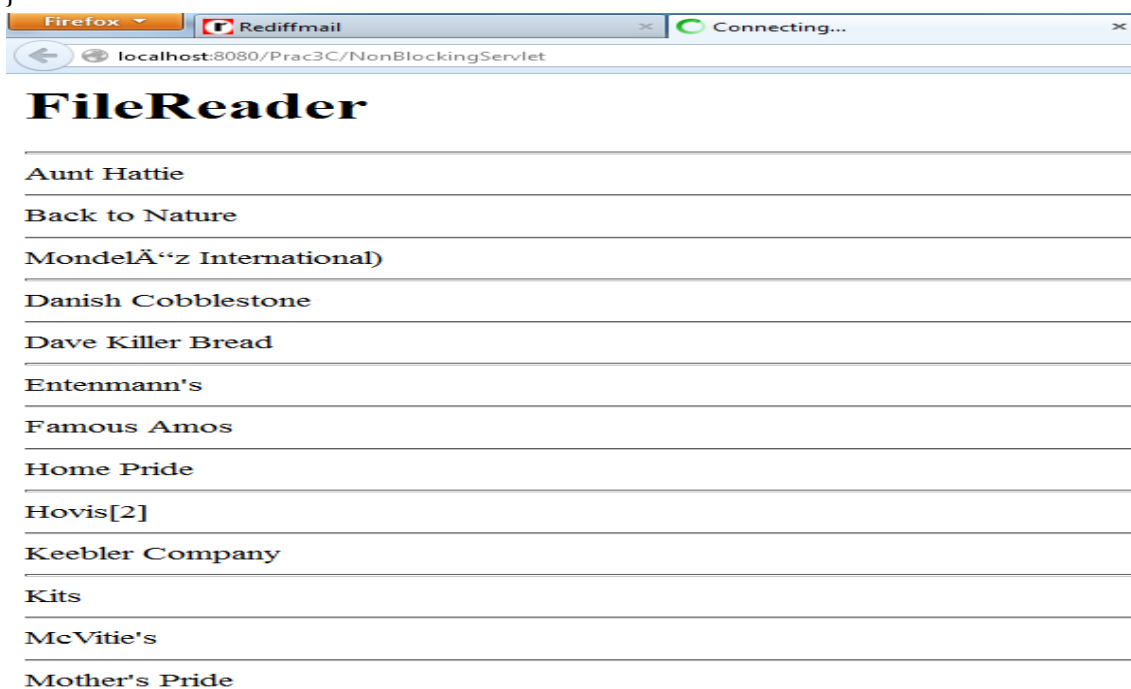 }
Firefox
Rediffmail
Connecting...
localhost:8080/Prac3C/NonBlockingServlet
FileReader
Aunt Hattie
Back to Nature
MondelÄ“z International)
Danish Cobblestone
Dave Killer Bread
Entenmann's
Famous Amos
Home Pride
Hovis[2]
Keebler Company
Kits
McVitie's
Mother's Pride